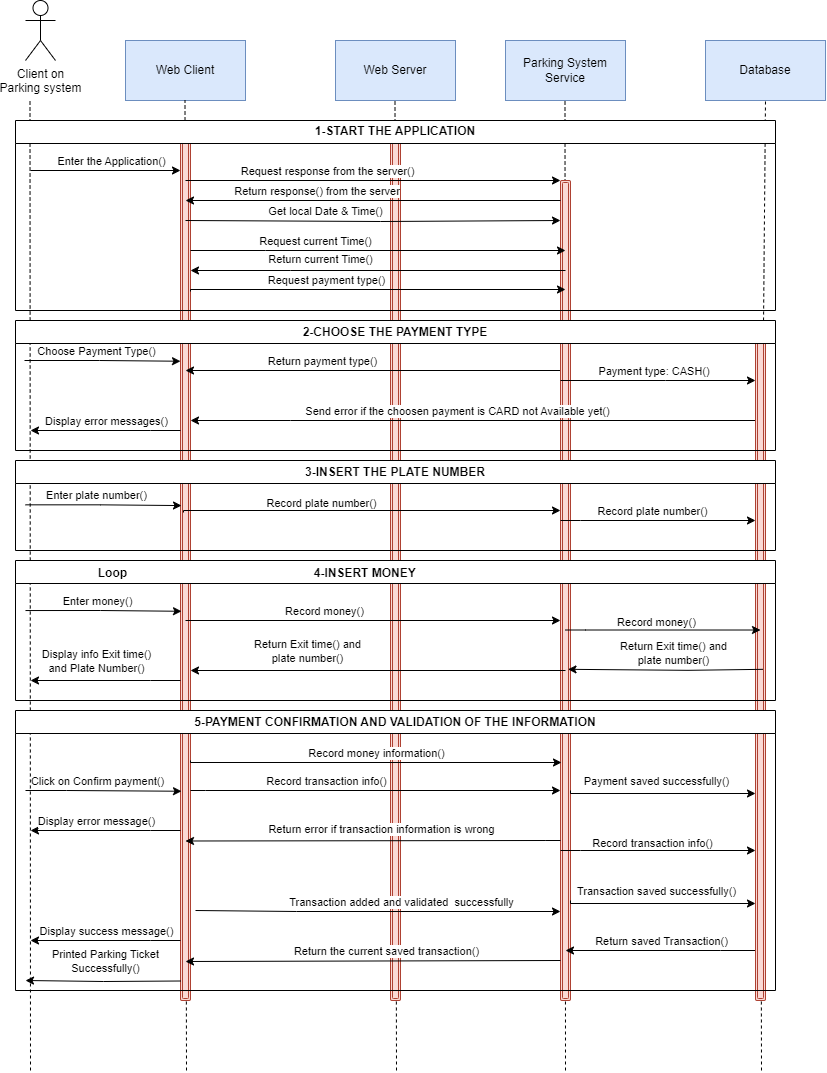 Client on
Parking system
Web Client
Web Server
Parking System
Service
Database
1-START THE APPLICATION
Enter the Application()
Request response from the server()
Return response() from the server
Get local Date & Time()
Request current Time()
Return current Time()
Request payment type()
2-CHOOSE THE PAYMENT TYPE
Choose Payment Type()
Return payment type()
Payment type: CASH()
Send error if the choosen payment is CARD not Available yet()
Display error messages()
3-INSERT THE PLATE NUMBER
Enter plate number()
Record plate number()
Record plate number()
Loop
4-INSERT MONEY
Enter money()
Record money()
Record money()
Return Exit time() and
plate number()
Return Exit time() and
plate number()
Display info Exit time()
and Plate Number()
5-PAYMENT CONFIRMATION AND VALIDATION OF THE INFORMATION
Record money information()
Click on Confirm payment()
Record transaction info()
Payment saved successfully()
Display error message()
Return error if transaction information is wrong
Record transaction info()
Transaction saved successfully()
Transaction added and validated  successfully
Display success message()
Return saved Transaction()
Return the current saved transaction()
Printed Parking Ticket
Successfully()